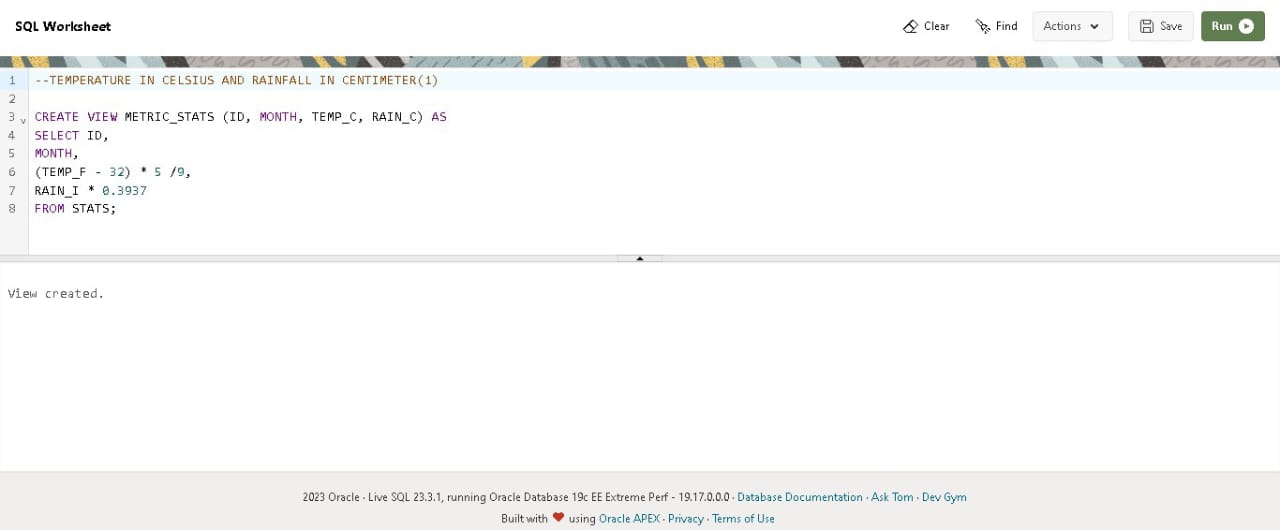 SQL Worksheet
Clear
Find
Actions
Save
Run
1 --TEMPERATURE IN CELSIUS AND RAINFALL IN CENTIMETER(1)
2
3 CREATE VIEW METRIC_STATS (ID, MONTH, TEMP_C, RAIN_C) AS
4 SELECT ID,
5 MONTH,
6 (TEMP_F - 32) * 5 /9,
7 RAIN_I * 0.3937
8 FROM STATS;
View created.
2023 Oracle · Live SQL 23.3.1, running Oracle Database 19c EE Extreme Perf - 19.17.0.0.0 · Database Documentation · Ask Tom · Dev Gym
Built with ❤ using Oracle APEX · Privacy · Terms of Use